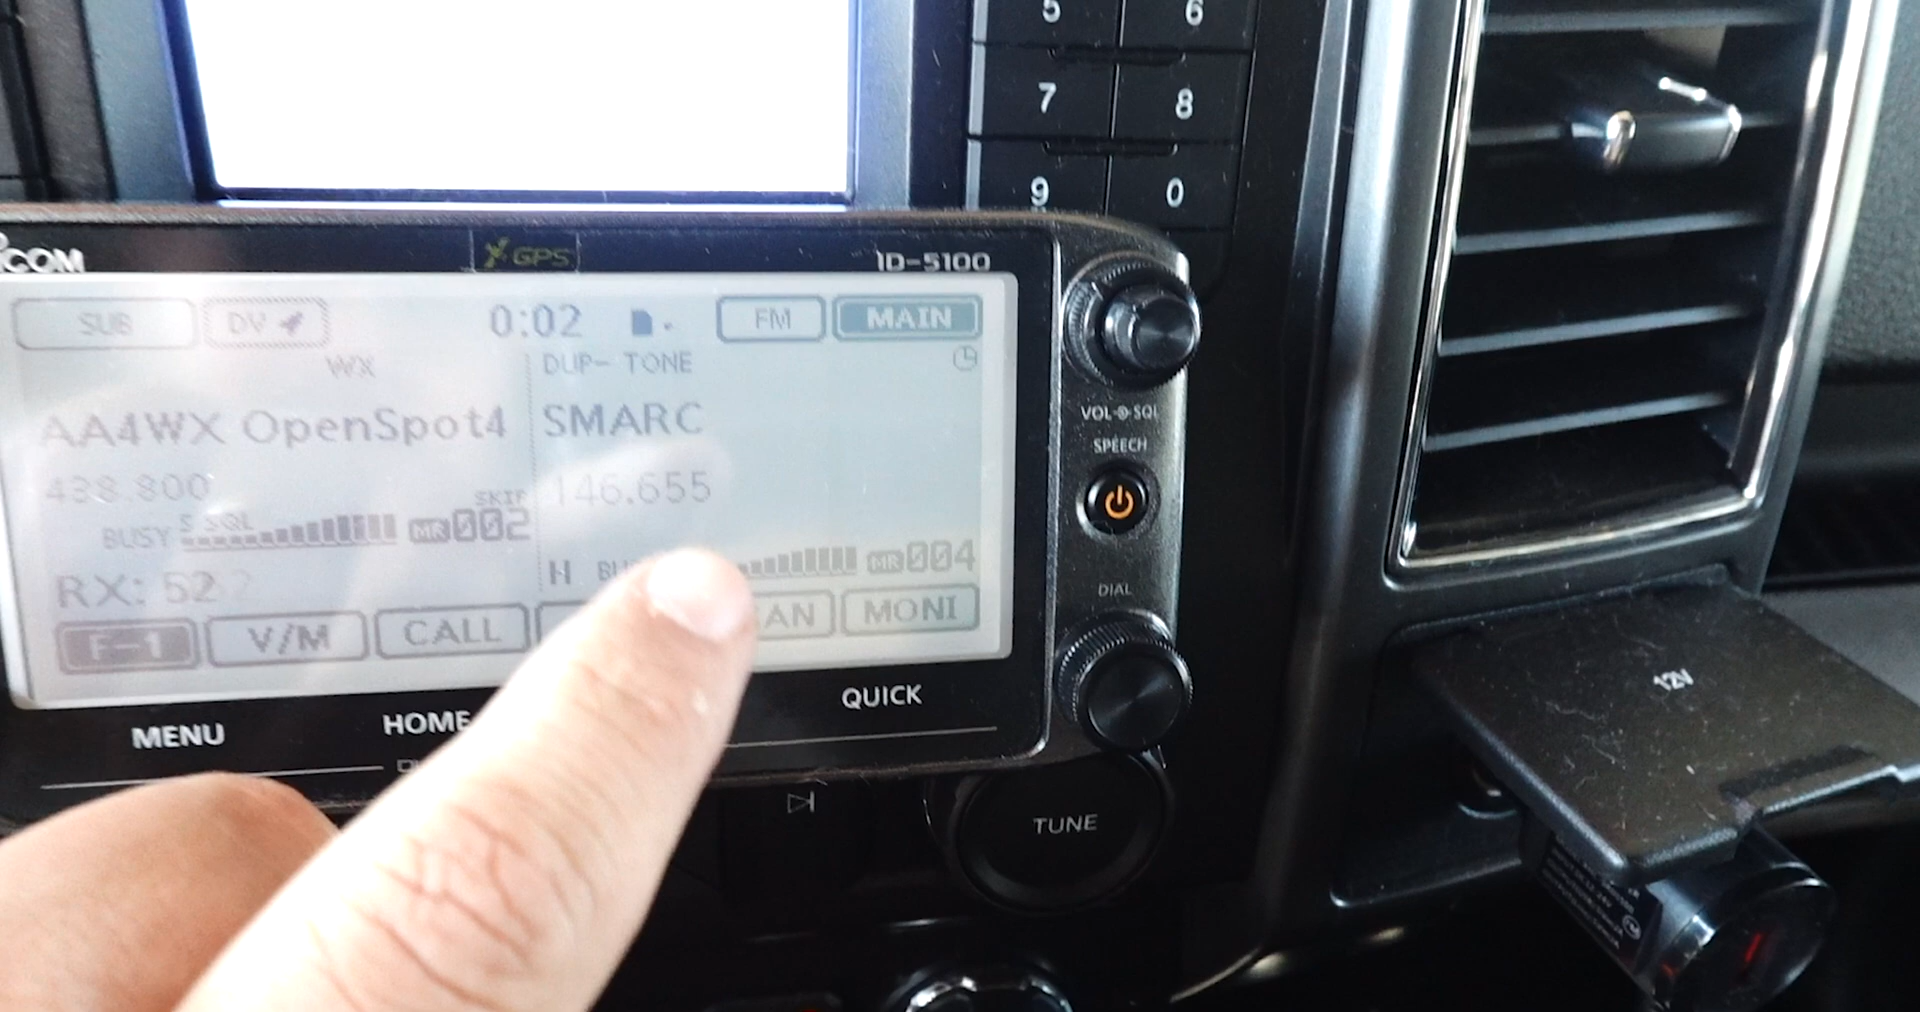 5 6
7 8
9 0
ICOM GPS ID-5100
SUB DV 0:02 FM MAIN
WX DUP- TONE
AA4WX OpenSpot4 SMARC
438.800 146.655
SKIP
BUSY S SQL MR 002
H MR 004
RX: 52
F-1 V/M CALL MONI
MENU HOME QUICK
VOL SQL
SPEECH
DIAL
TUNE
12V